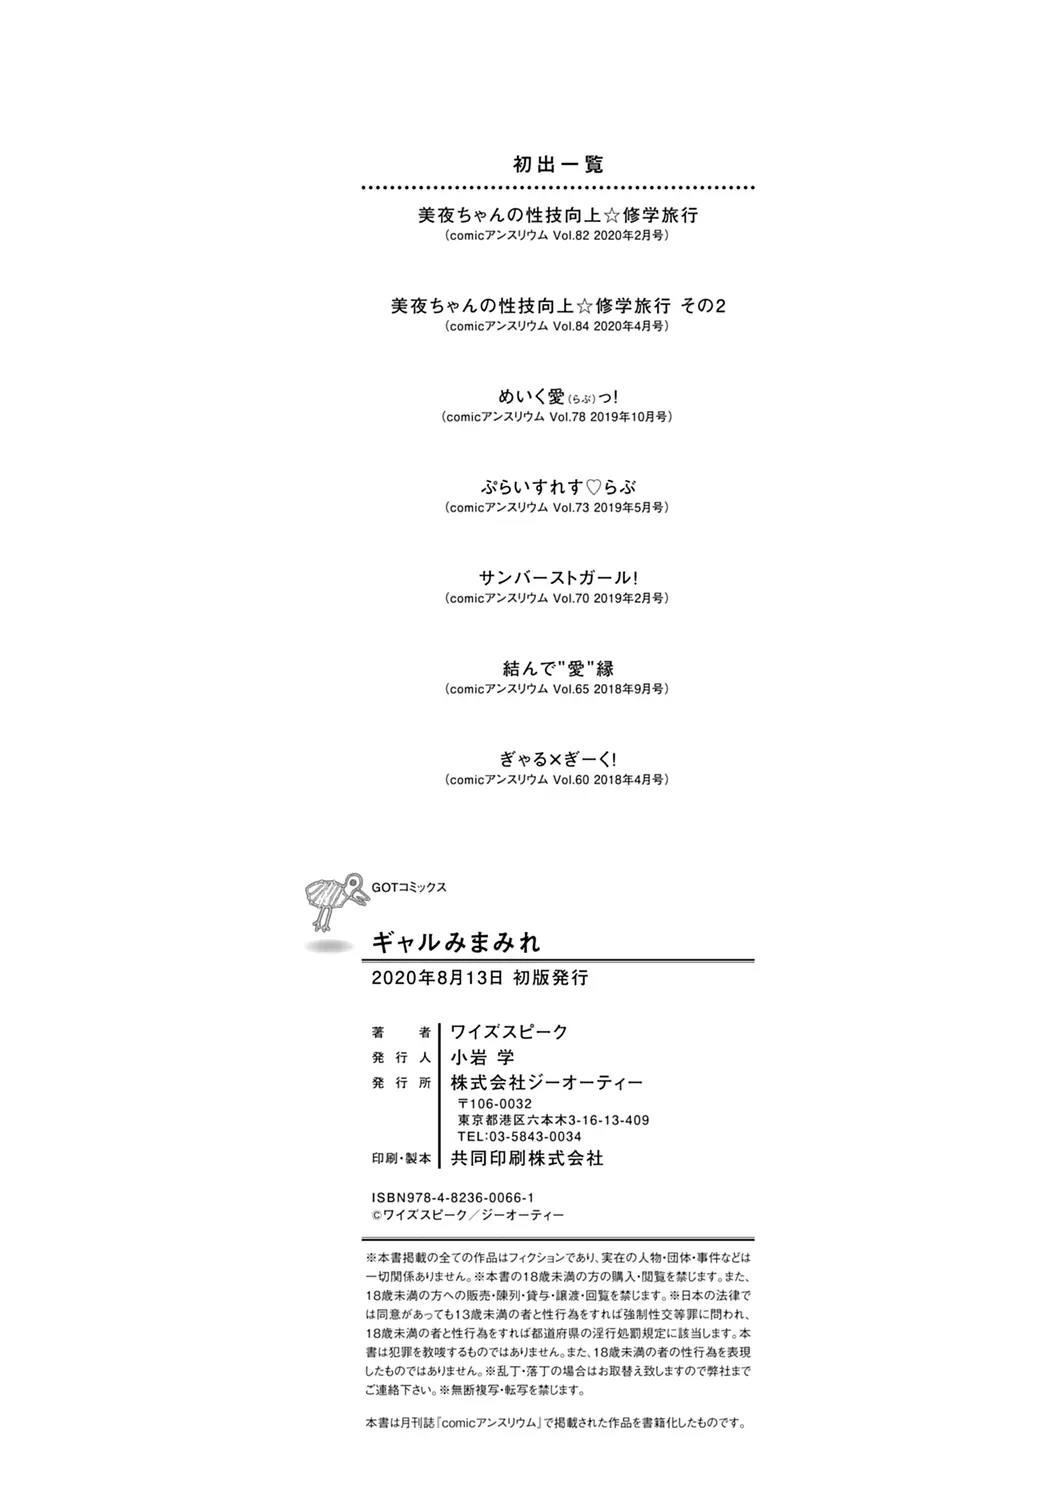 初出一覧
美夜ちゃんの性技向上☆修学旅行
(comicアンスリウム Vol.82 2020年2月号)
美夜ちゃんの性技向上☆修学旅行 その2
(comicアンスリウム Vol.84 2020年4月号)
めいく愛(らぶ)っ!
(comicアンスリウム Vol.78 2019年10月号)
ぷらいすれす♡らぶ
(comicアンスリウム Vol.73 2019年5月号)
サンバーストガール!
(comicアンスリウム Vol.70 2019年2月号)
結んで"愛"縁
(comicアンスリウム Vol.65 2018年9月号)
ぎゃる×ぎーく!
(comicアンスリウム Vol.60 2018年4月号)
GOTコミックス
ギャルみまみれ
2020年8月13日 初版発行
著者 ワイズスピーク
発行人 小岩 学
発行所 株式会社ジーオーティー
〒106-0032
東京都港区六本木3-16-13-409
TEL:03-5843-0034
印刷・製本 共同印刷株式会社
ISBN978-4-8236-0066-1
©ワイズスピーク／ジーオーティー
※本書掲載の全ての作品はフィクションであり、実在の人物・団体・事件などは
一切関係ありません。※本書の18歳未満の方の購入・閲覧を禁じます。また、
18歳未満の方への販売・陳列・貸与・譲渡・回覧を禁じます。※日本の法律で
は同意があっても13歳未満の者と性行為をすれば強制性交等罪に問われ、
18歳未満の者と性行為をすれば都道府県の淫行処罰規定に該当します。本
書は犯罪を教唆するものではありません。また、18歳未満の者の性行為を表現
したものではありません。※乱丁・落丁の場合はお取替え致しますので弊社まで
ご連絡下さい。※無断複写・転写を禁じます。
本書は月刊誌『comicアンスリウム』で掲載された作品を書籍化したものです。